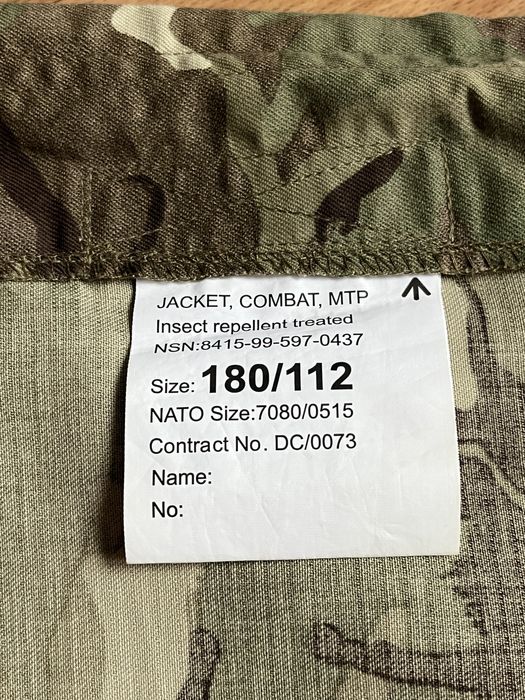 JACKET, COMBAT, MTP
Insect repellent treated
NSN:8415-99-597-0437
Size: 180/112
NATO Size:7080/0515
Contract No. DC/0073
Name:
No: